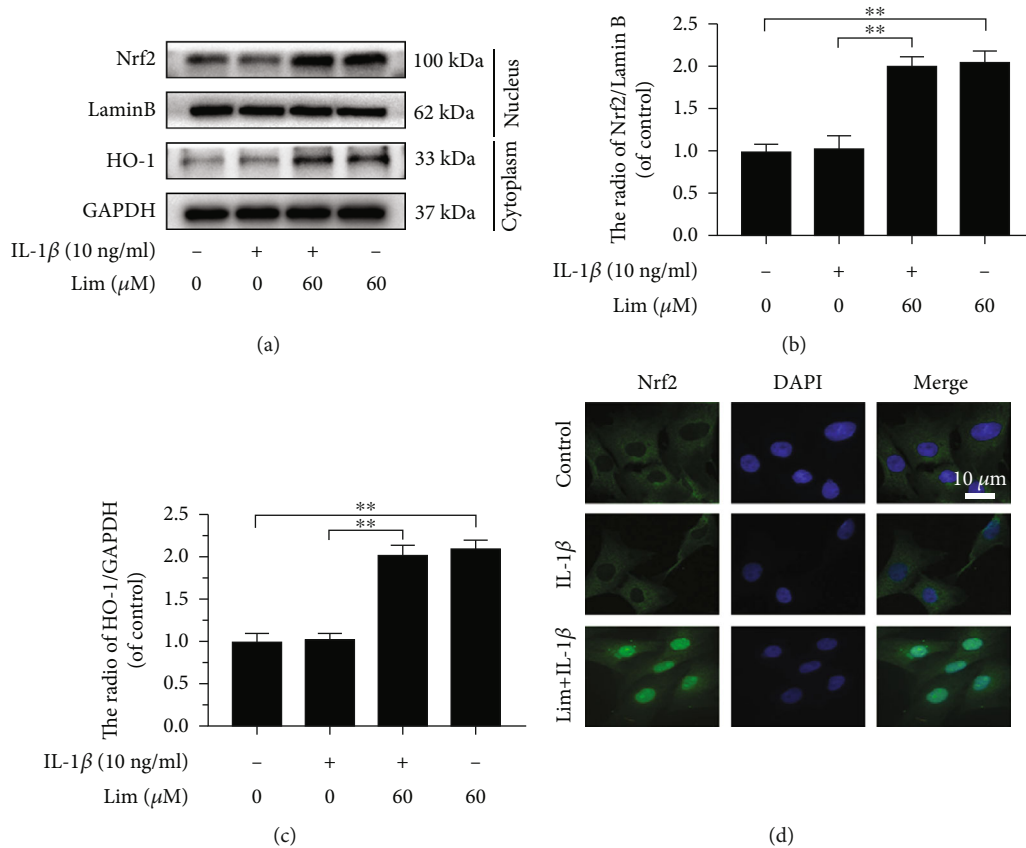 Nrf2 100 kDa
LaminB 62 kDa
Nucleus
HO-1 33 kDa
GAPDH 37 kDa
Cytoplasm
IL-1β (10 ng/ml) – + + –
Lim (μM) 0 0 60 60
(a)
The radio of Nrf2/Lamin B
(of control)
2.5
2.0
1.5
1.0
0.5
0.0
**
**
IL-1β (10 ng/ml) – + + –
Lim (μM) 0 0 60 60
(b)
The radio of HO-1/GAPDH
(of control)
2.5
2.0
1.5
1.0
0.5
0.0
**
**
IL-1β (10 ng/ml) – + + –
Lim (μM) 0 0 60 60
(c)
Nrf2 DAPI Merge
Control
10 μm
IL-1β
Lim+IL-1β
(d)